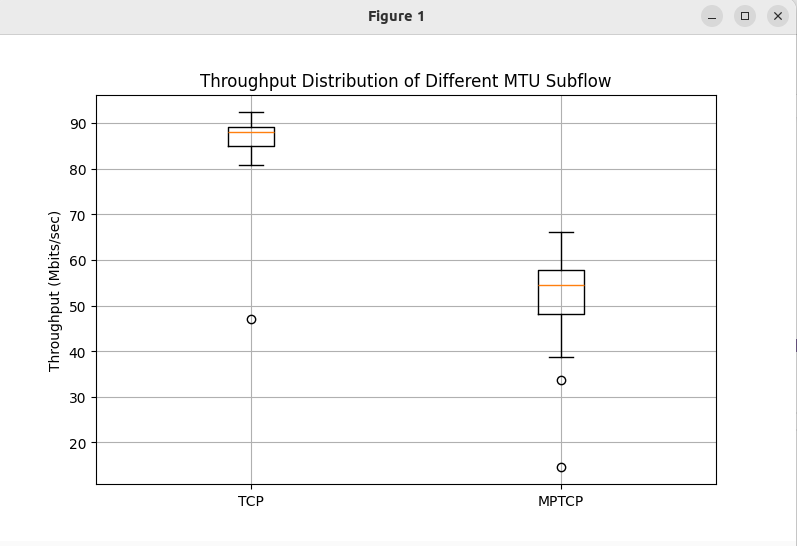 Figure 1
Throughput Distribution of Different MTU Subflow
Throughput (Mbits/sec)
90
80
70
60
50
40
30
20
TCP
MPTCP